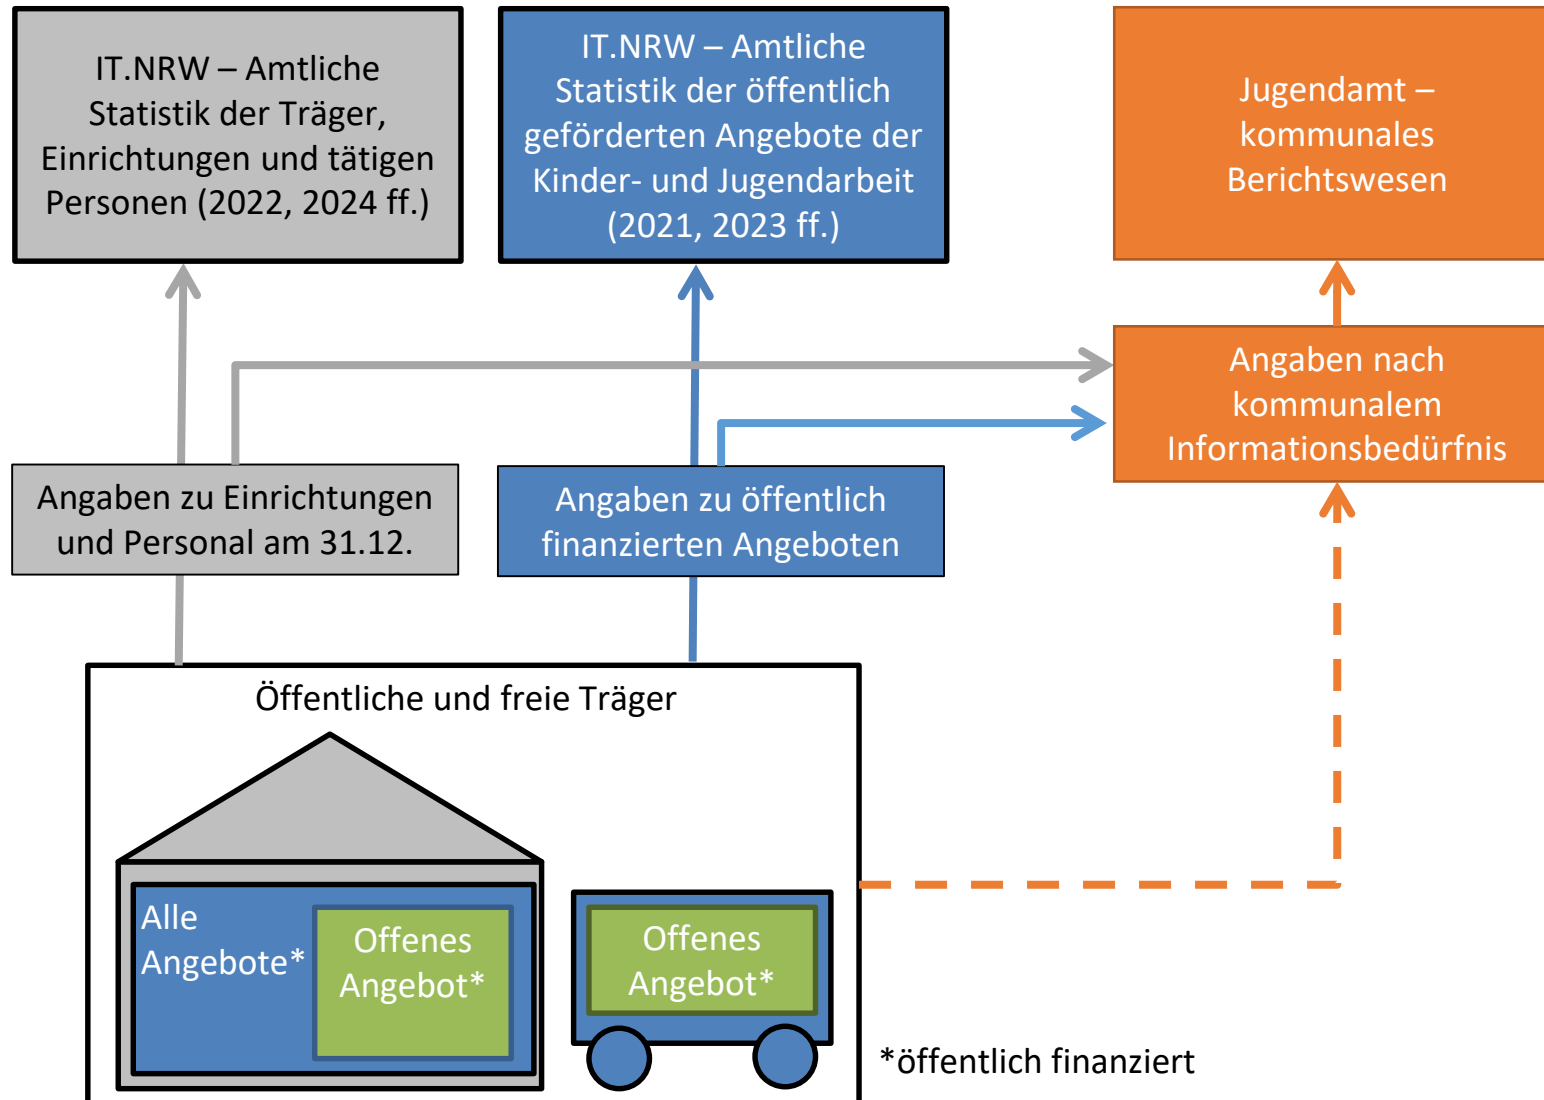 IT.NRW – Amtliche
Statistik der Träger,
Einrichtungen und tätigen
Personen (2022, 2024 ff.)
IT.NRW – Amtliche
Statistik der öffentlich
geförderten Angebote der
Kinder- und Jugendarbeit
(2021, 2023 ff.)
Jugendamt –
kommunales
Berichtswesen
Angaben nach
kommunalem
Informationsbedürfnis
Angaben zu Einrichtungen
und Personal am 31.12.
Angaben zu öffentlich
finanzierten Angeboten
Öffentliche und freie Träger
Alle
Angebote*
Offenes
Angebot*
Offenes
Angebot*
*öffentlich finanziert